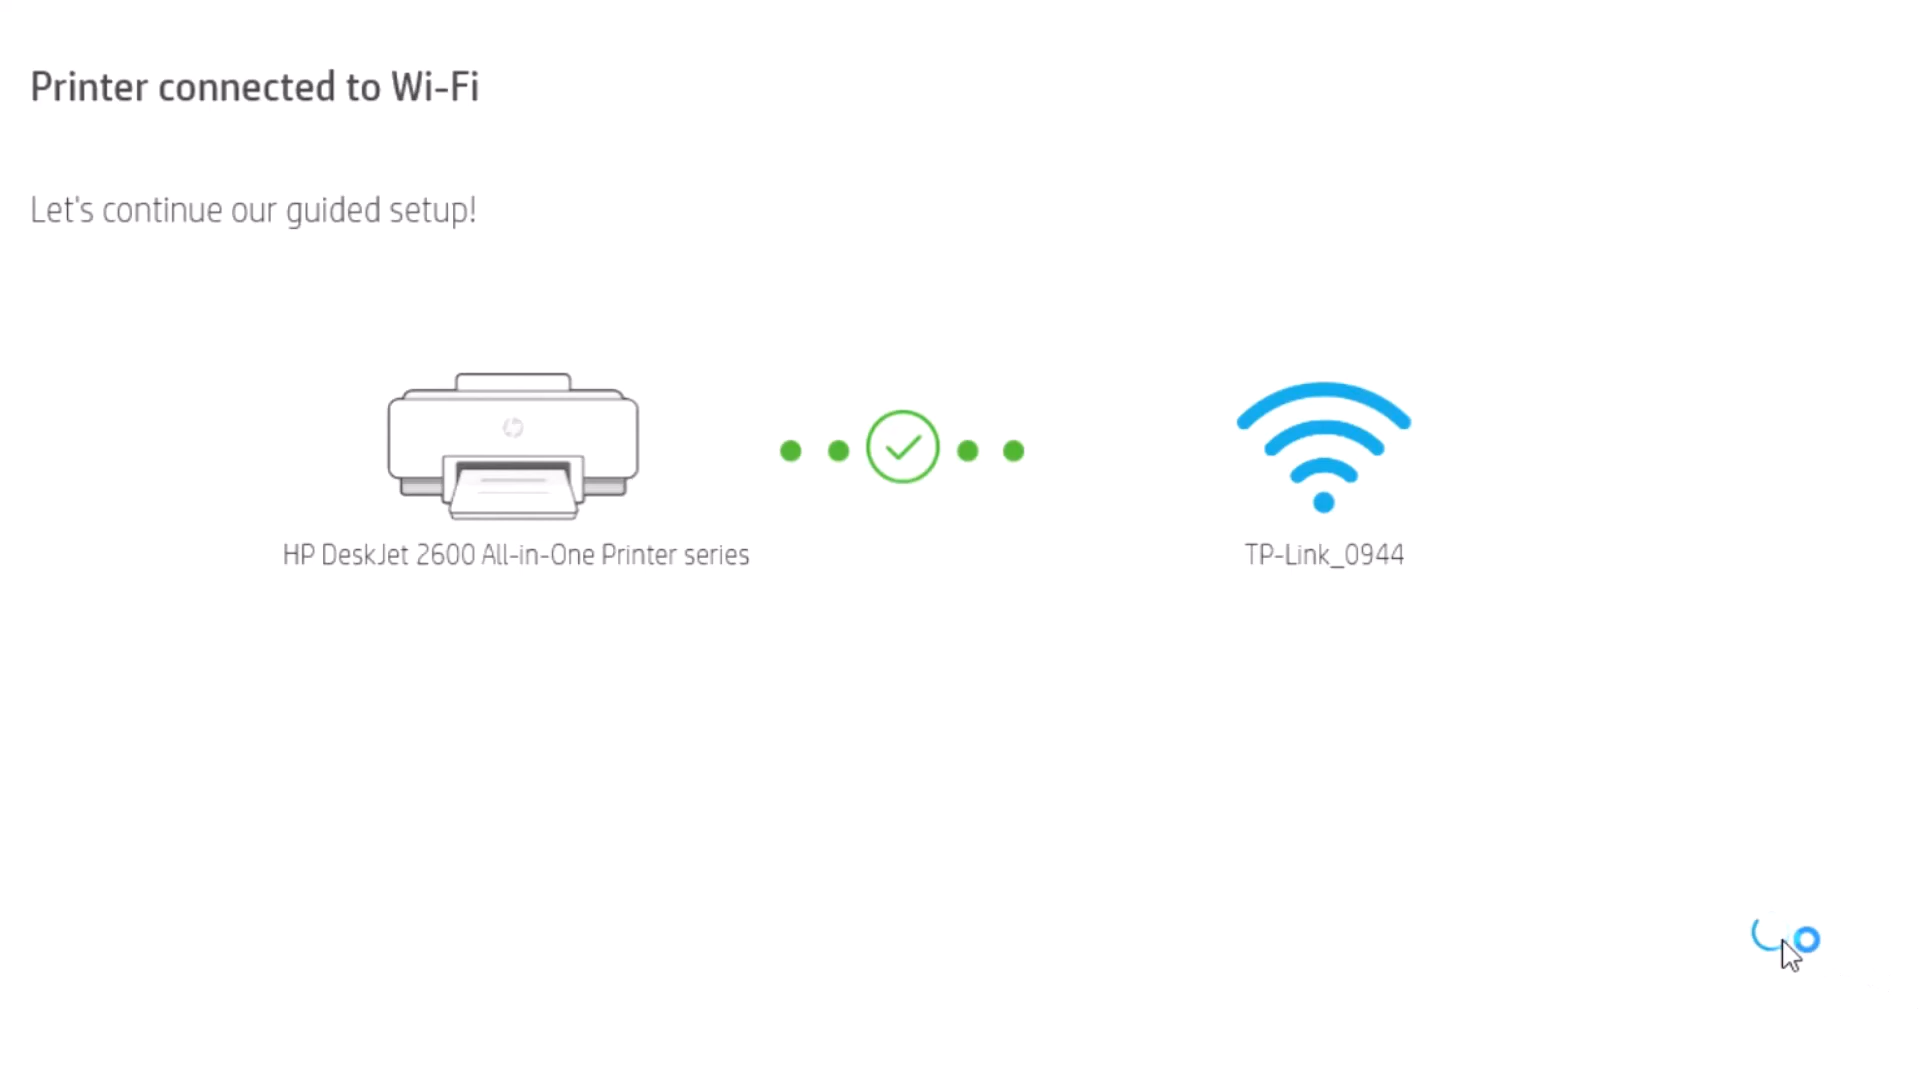 Printer connected to Wi-Fi
Let's continue our guided setup!
HP DeskJet 2600 All-in-One Printer series
TP-Link_0944